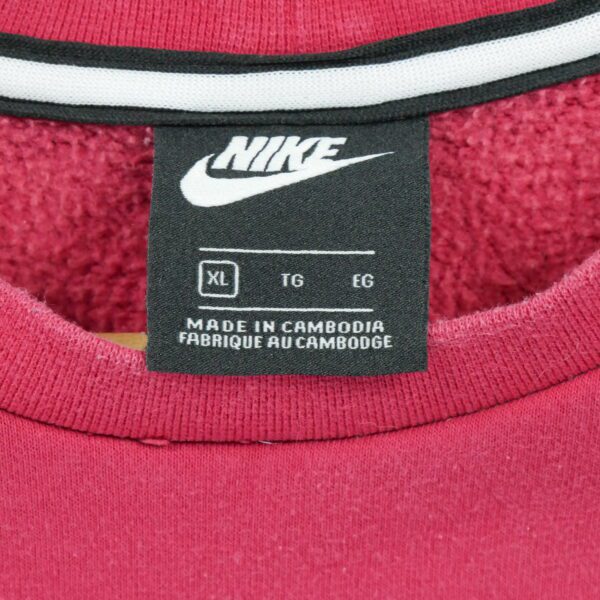 NIKE
XL TG EG
MADE IN CAMBODIA
FABRIQUE AU CAMBODGE